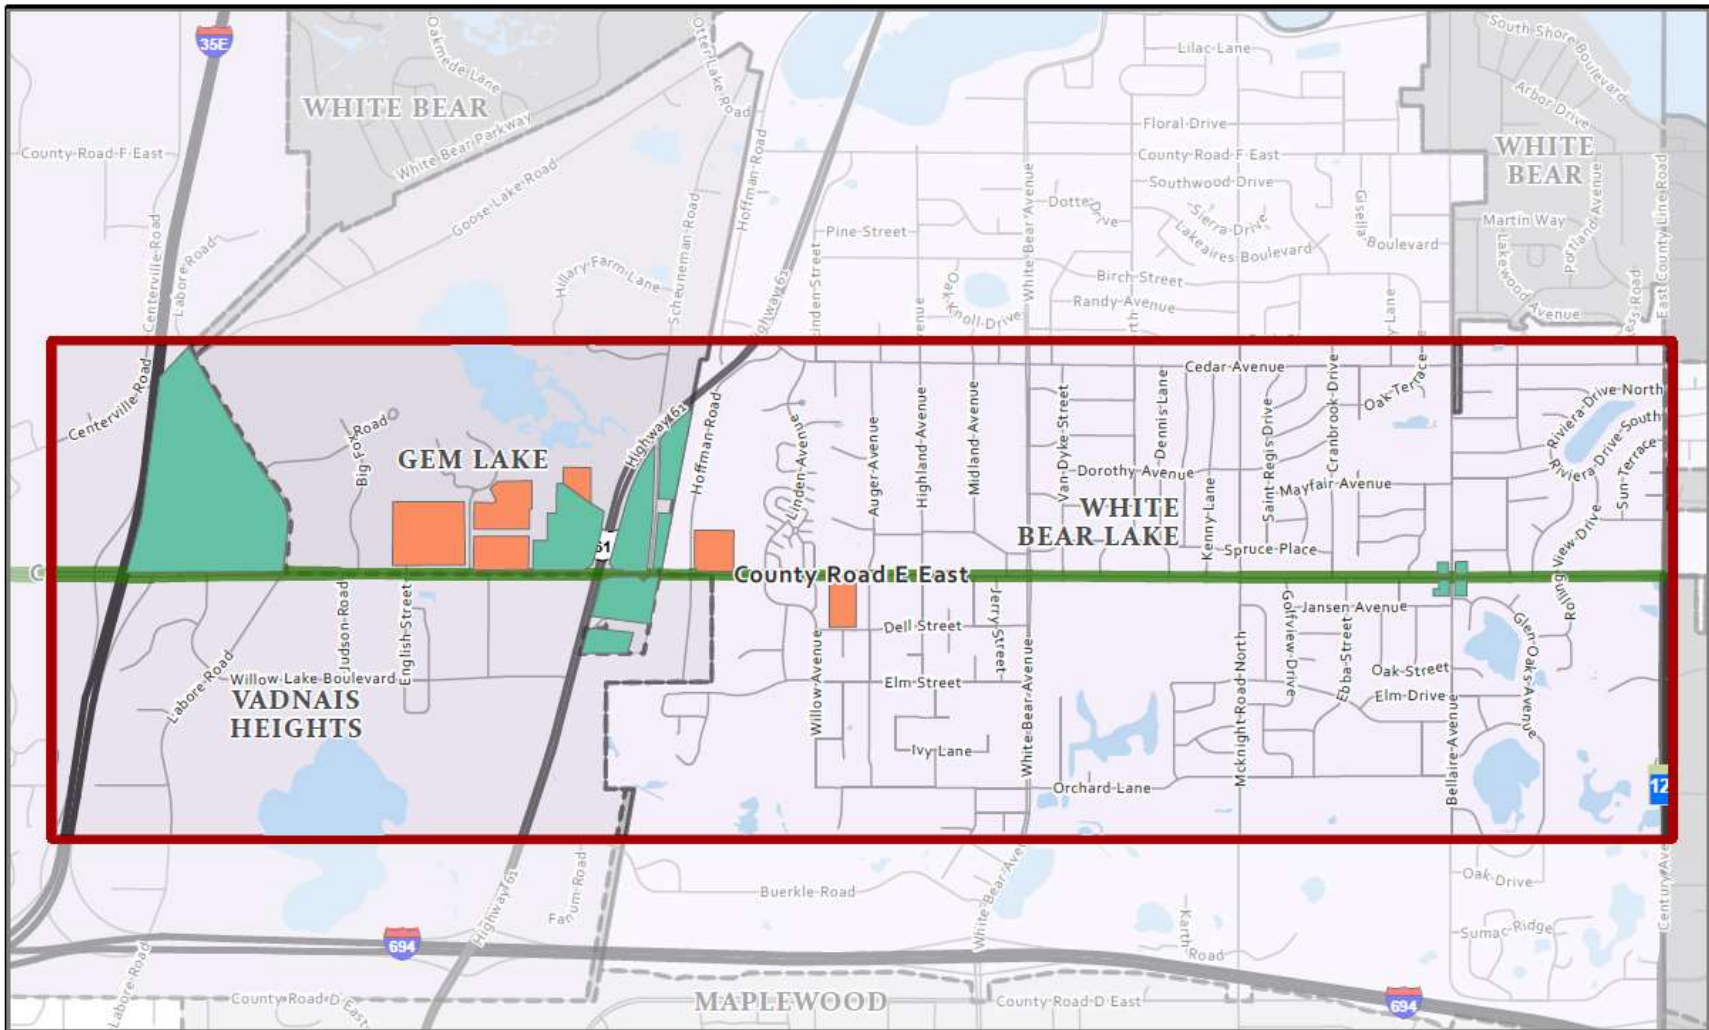 35E
Oakmede Lane
Otter Lake Road
Lilac Lane
South Shore Boulevard
WHITE BEAR
Arbor Drive
Floral Drive
White Bear Parkway
County Road F East
County Road F East
WHITE
BEAR
East County Line Road
Goose Lake Road
Hoffman Road
Southwood Drive
Dotte Drive
Sierra Drive
Gisella
Boulevard
Martin Way
Portland Avenue
Lakewood Avenue
Centerville Road
Labore Road
Scheuneman Road
Pine Street
White Bear Avenue
Lakeaires Boulevard
Hillary Farm Lane
Birch Street
Oak Knoll Drive
Randy Avenue
Highway 61
Linden Street
Cedar Avenue
Centerville Road
Oak Terrace
Riviera Drive North
Riviera Drive South
Sun Terrace
Big Fox Road
Highway 61
Hoffman Road
Linden Avenue
Auger Avenue
Highland Avenue
Midland Avenue
Van Dyke Street
Dennis Lane
Saint Regis Drive
Cranbrook Drive
GEM LAKE
Dorothy Avenue
Mayfair Avenue
WHITE
BEAR LAKE
Kenny Lane
Spruce Place
Rolling View Drive
61
County Road E East
Judson Road
English Street
Jerry Street
Golfview Drive
Jansen Avenue
Dell Street
Ebba Street
Glen Oaks Avenue
Labore Road
Willow Lake Boulevard
VADNAIS
HEIGHTS
Willow Avenue
Elm Street
White Bear Avenue
Mcknight Road North
Oak Street
Elm Drive
Bellaire Avenue
Ivy Lane
Orchard Lane
12
Buerkle Road
Fanum Road
Highway 61
White Bear Ave
Karth
Road
Oak Drive
Sumac Ridge
Century Ave
694
Labore Road
County Road D East
MAPLEWOOD
County Road D East
694